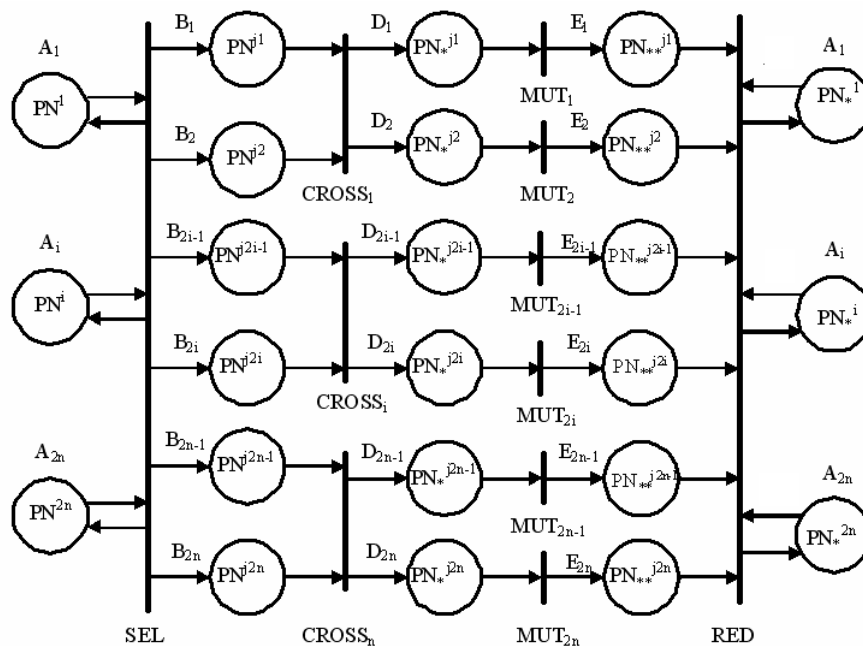 B₁ D₁ E₁
A₁ PNʲ¹ PN*ʲ¹ PN**ʲ¹ A₁
PN¹ MUT₁ PN*¹
B₂ D₂ E₂
PNʲ² PN*ʲ² PN**ʲ²
CROSS₁ MUT₂
B₂ᵢ₋₁ D₂ᵢ₋₁ E₂ᵢ₋₁
Aᵢ PNʲ²ⁱ⁻¹ PN*ʲ²ⁱ⁻¹ PN**ʲ²ⁱ⁻¹ Aᵢ
PNⁱ MUT₂ᵢ₋₁ PN*ⁱ
B₂ᵢ D₂ᵢ E₂ᵢ
PNʲ²ⁱ PN*ʲ²ⁱ PN**ʲ²ⁱ
CROSSᵢ MUT₂ᵢ
B₂ₙ₋₁ D₂ₙ₋₁ E₂ₙ₋₁
A₂ₙ PNʲ²ⁿ⁻¹ PN*ʲ²ⁿ⁻¹ PN**ʲ²ⁿ⁻¹ A₂ₙ
PN²ⁿ MUT₂ₙ₋₁ PN*²ⁿ
B₂ₙ D₂ₙ E₂ₙ
PNʲ²ⁿ PN*ʲ²ⁿ PN**ʲ²ⁿ
SEL CROSSₙ MUT₂ₙ RED